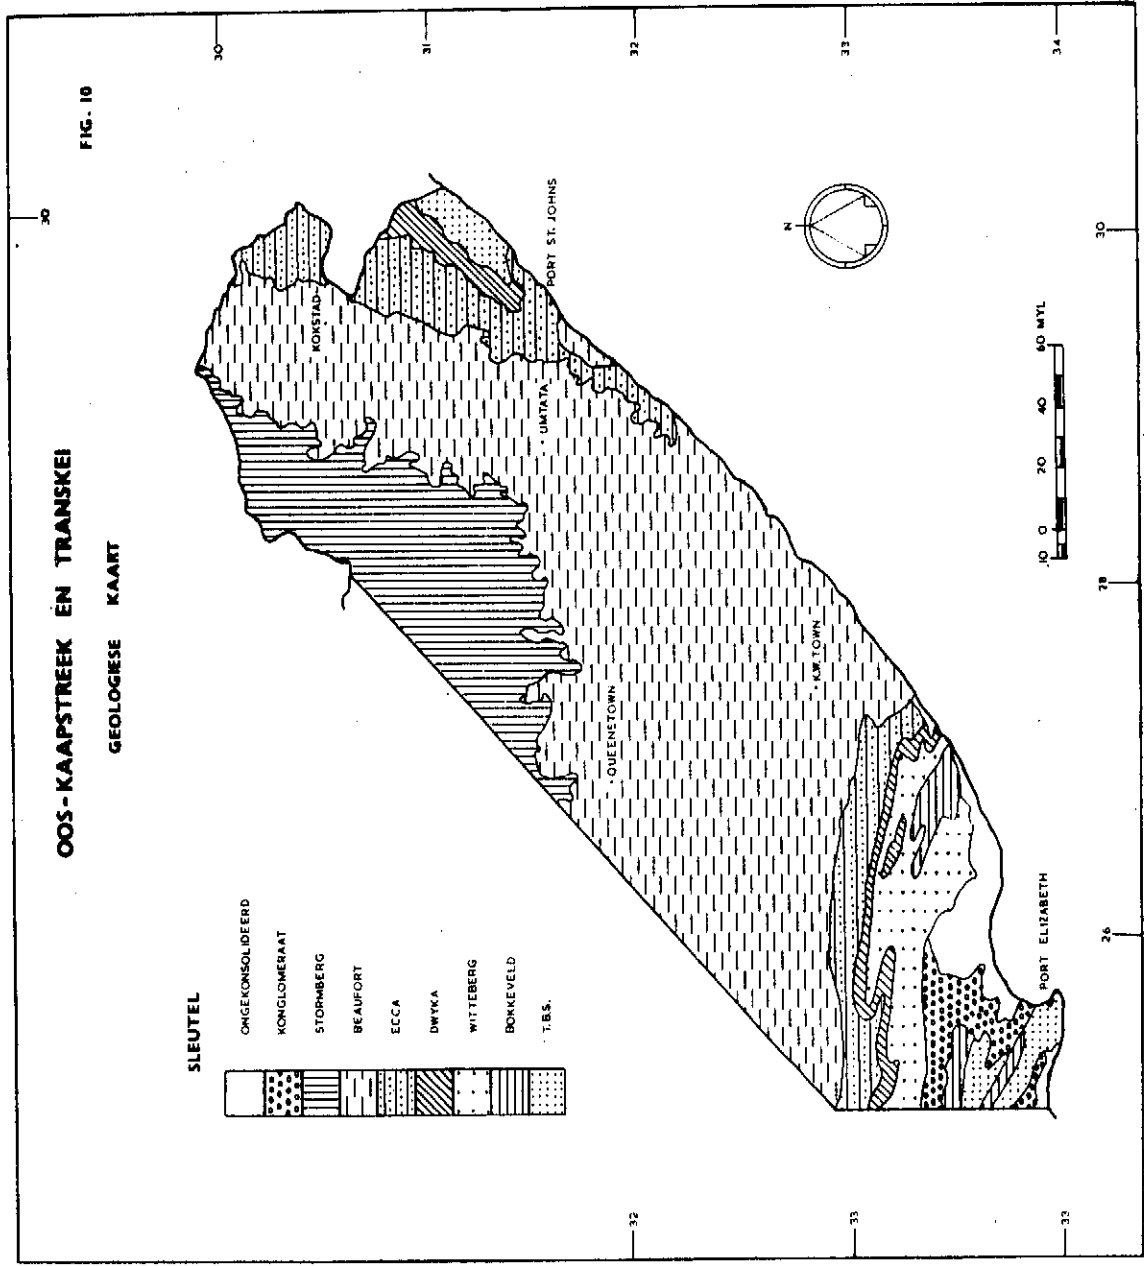 FIG. 10
OOS-KAAPSTREEK EN TRANSKEI
GEOLOGIESE KAART
SLEUTEL
ONGEKONSOLIDEERD
KONGLOMERAAT
STORMBERG
BEAUFORT
ECCA
DWYKA
WITTEBERG
BOKKEVELD
T.B.S.
30
30
31
32
33
34
KOKSTAD
PORT ST. JOHNS
UMTATA
QUEENSTOWN
K.W. TOWN
PORT ELIZABETH
N
10 0 20 40 60 MYL
32
33
33
26
28
30